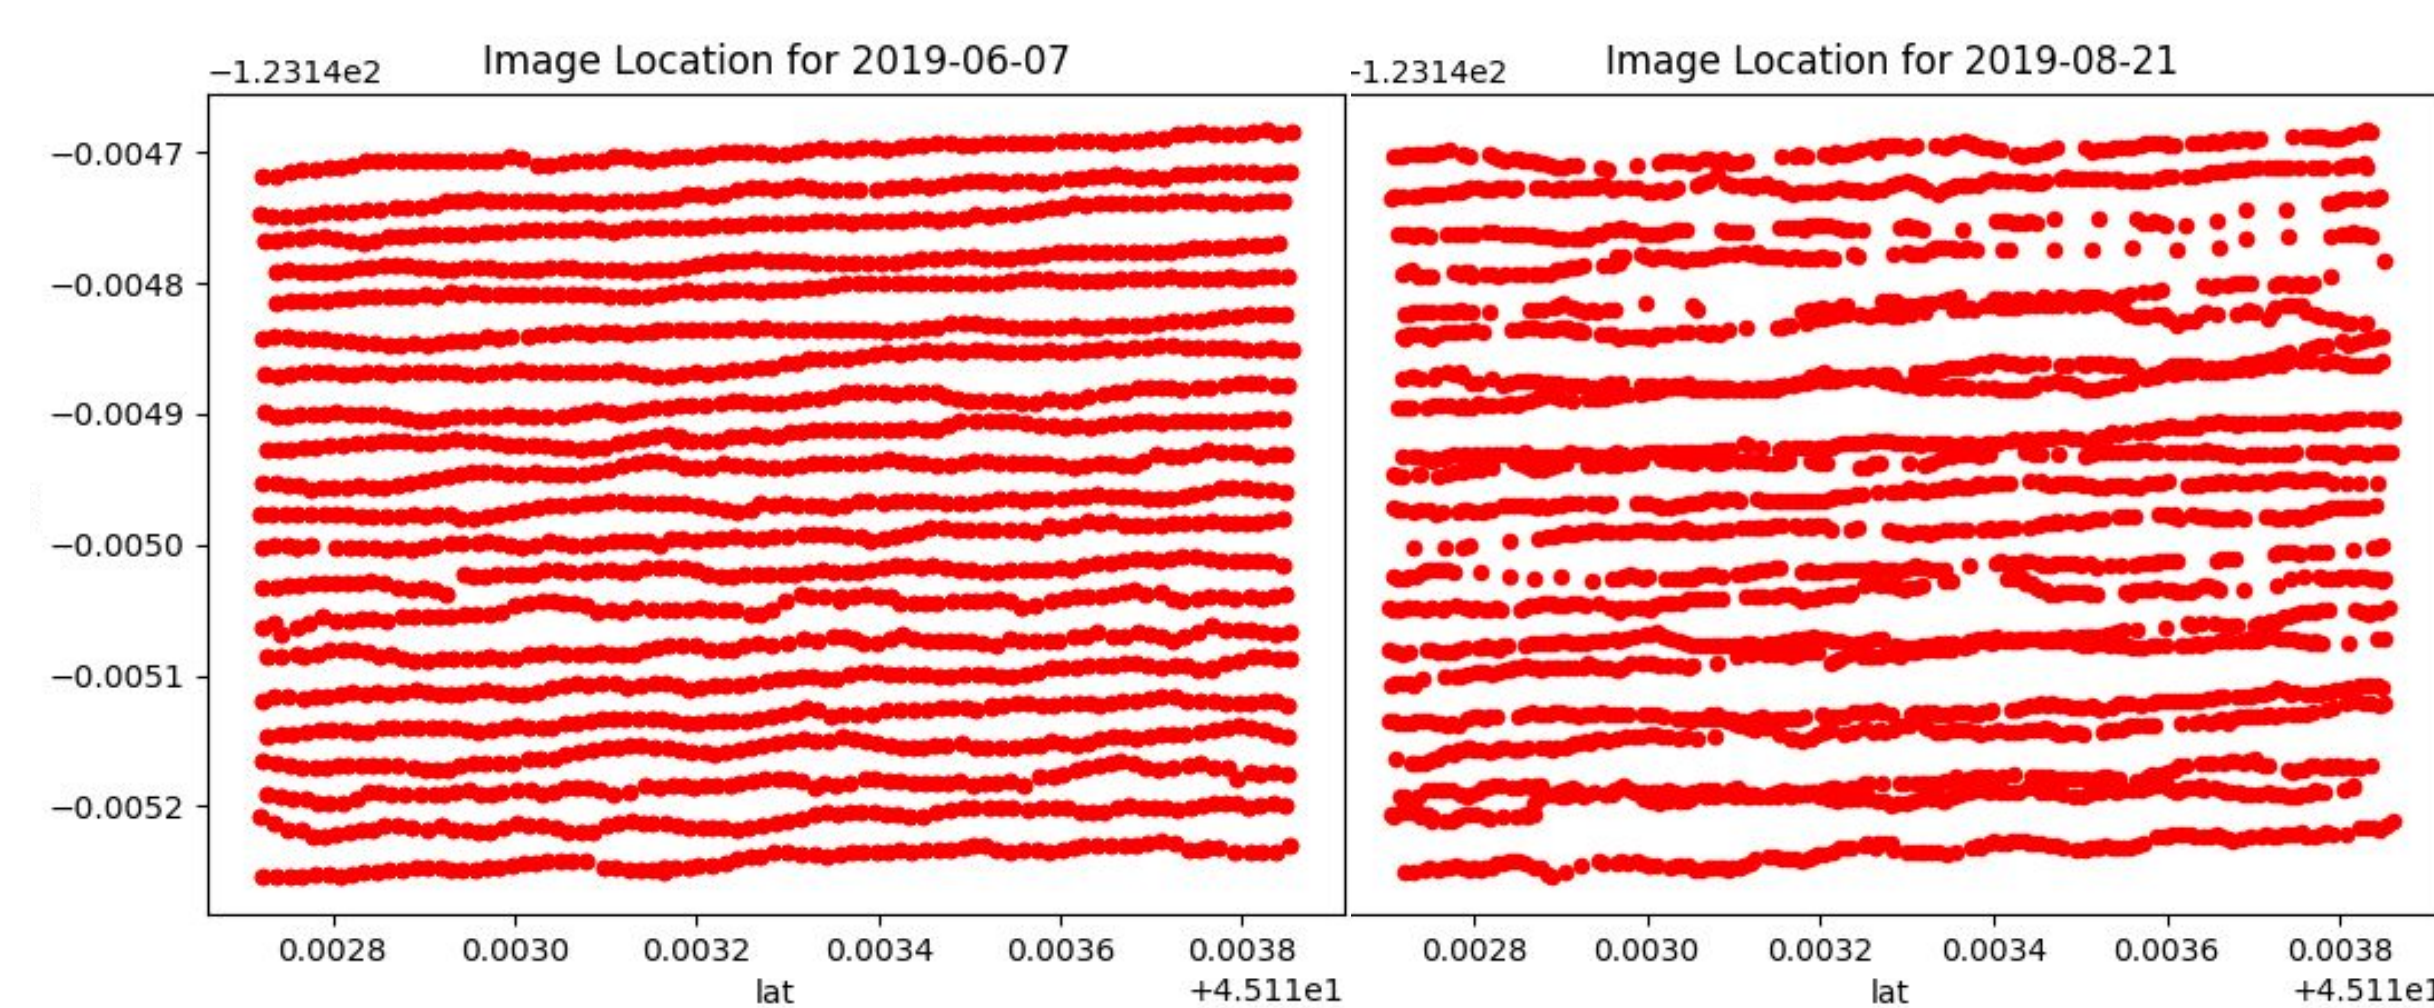 Image Location for 2019-06-07
−1.2314e2
−0.0047
−0.0048
−0.0049
−0.0050
−0.0051
−0.0052
0.0028 0.0030 0.0032 0.0034 0.0036 0.0038
lat
+4.511e1
Image Location for 2019-08-21
-1.2314e2
0.0028 0.0030 0.0032 0.0034 0.0036 0.0038
lat
+4.511e1